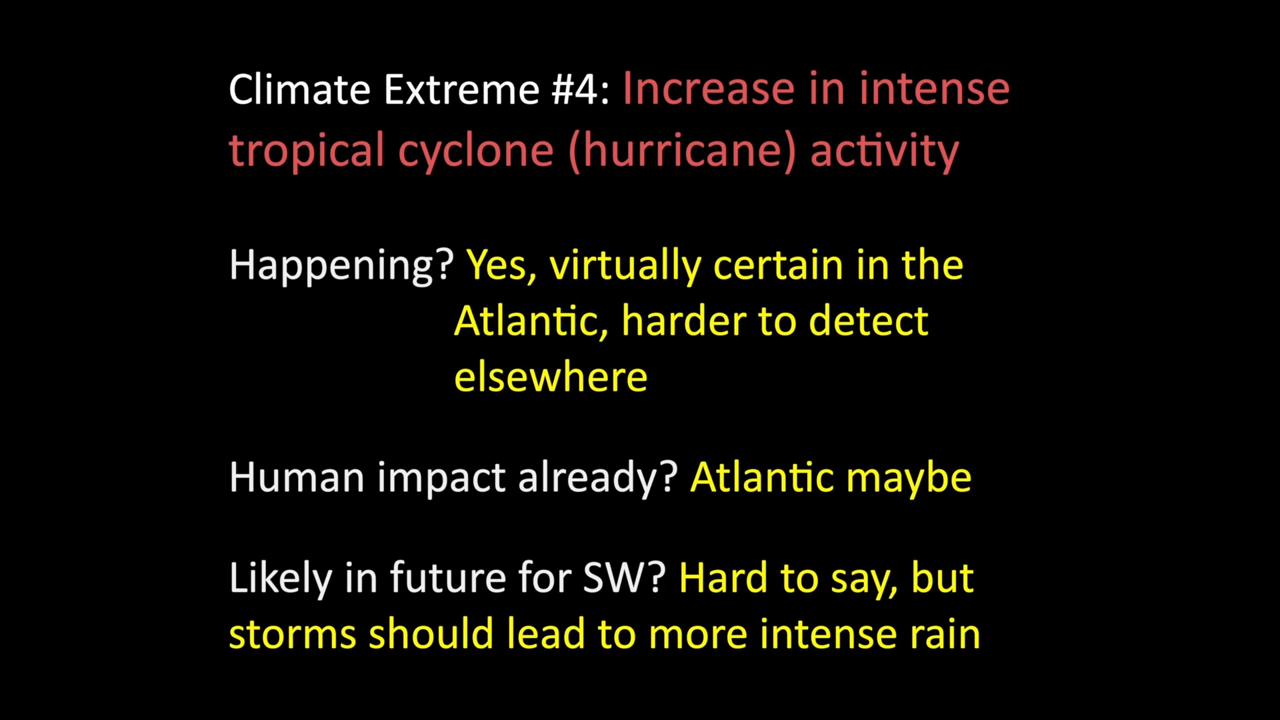 Climate Extreme #4: Increase in intense
tropical cyclone (hurricane) activity
Happening? Yes, virtually certain in the
Atlantic, harder to detect
elsewhere
Human impact already? Atlantic maybe
Likely in future for SW? Hard to say, but
storms should lead to more intense rain